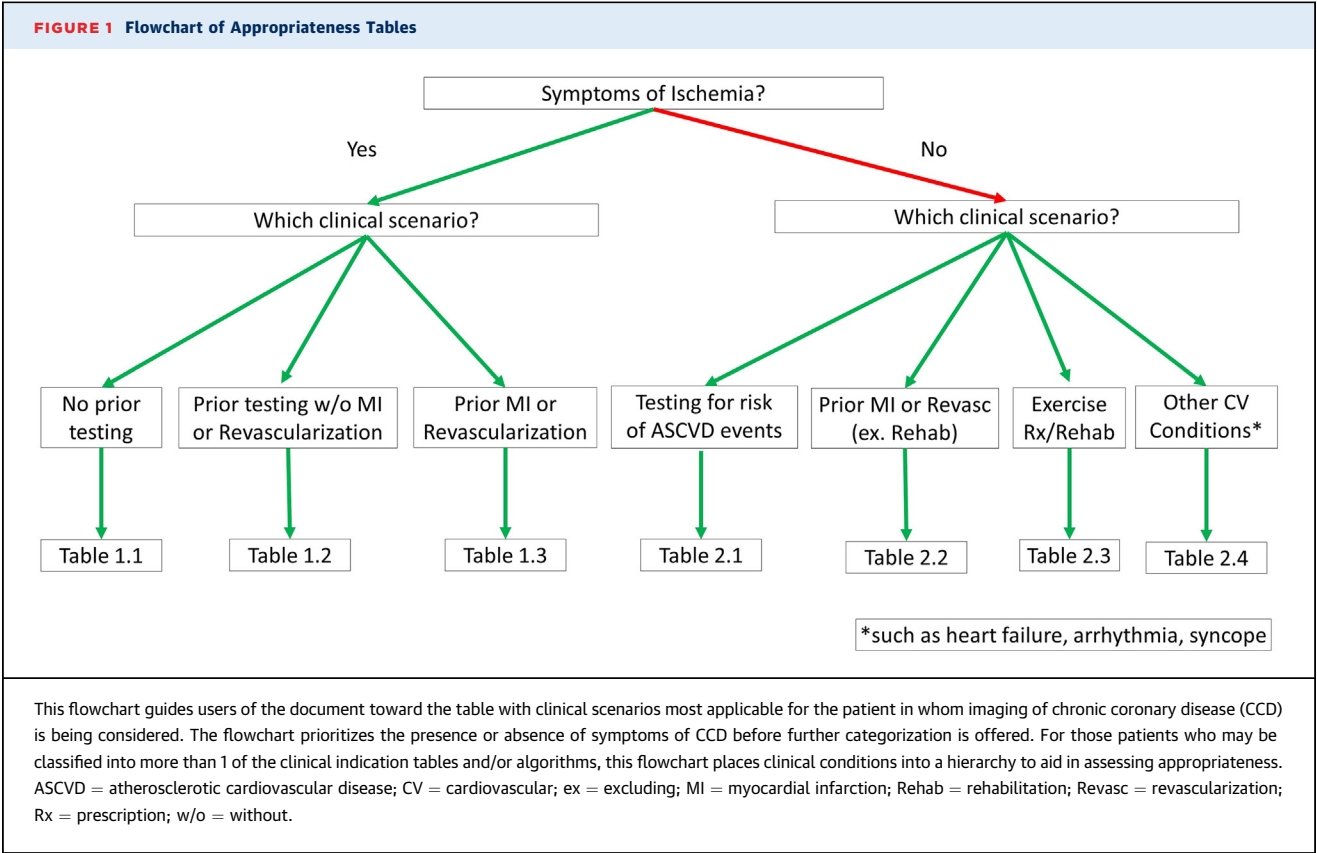 FIGURE 1 Flowchart of Appropriateness Tables
Symptoms of Ischemia?
Yes
No
Which clinical scenario?
Which clinical scenario?
No prior
testing
Prior testing w/o MI
or Revascularization
Prior MI or
Revascularization
Testing for risk
of ASCVD events
Prior MI or Revasc
(ex. Rehab)
Exercise
Rx/Rehab
Other CV
Conditions*
Table 1.1
Table 1.2
Table 1.3
Table 2.1
Table 2.2
Table 2.3
Table 2.4
*such as heart failure, arrhythmia, syncope
This flowchart guides users of the document toward the table with clinical scenarios most applicable for the patient in whom imaging of chronic coronary disease (CCD)
is being considered. The flowchart prioritizes the presence or absence of symptoms of CCD before further categorization is offered. For those patients who may be
classified into more than 1 of the clinical indication tables and/or algorithms, this flowchart places clinical conditions into a hierarchy to aid in assessing appropriateness.
ASCVD = atherosclerotic cardiovascular disease; CV = cardiovascular; ex = excluding; MI = myocardial infarction; Rehab = rehabilitation; Revasc = revascularization;
Rx = prescription; w/o = without.